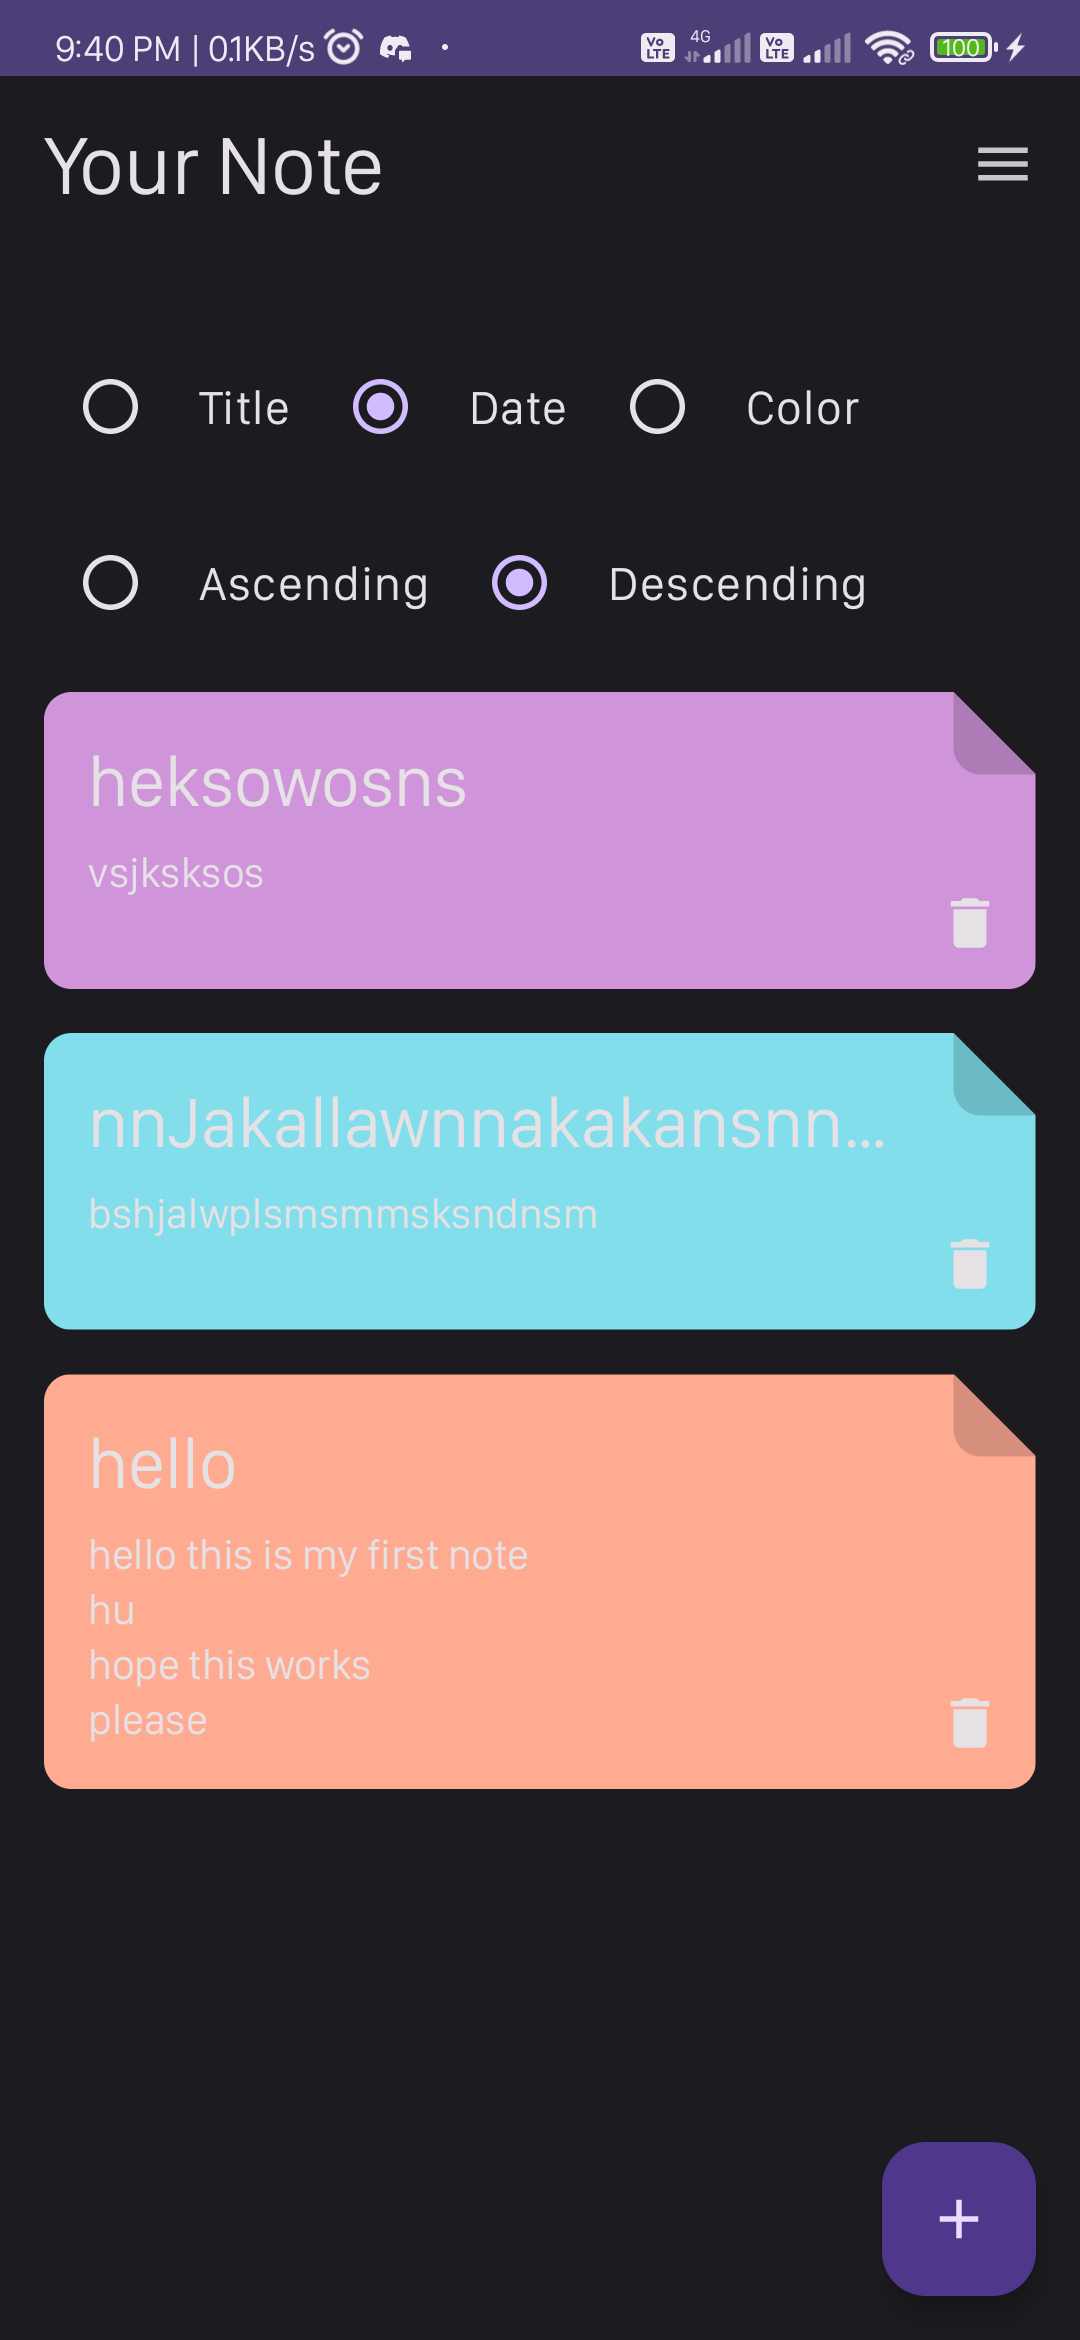 9:40 PM | 0.1KB/s
Vo LTE 4G Vo LTE 100
Your Note
Title Date Color
Ascending Descending
heksowosns
vsjksksos
nnJakallawnnakakansnn...
bshjalwplsmsmmsksndnsm
hello
hello this is my first note
hu
hope this works
please